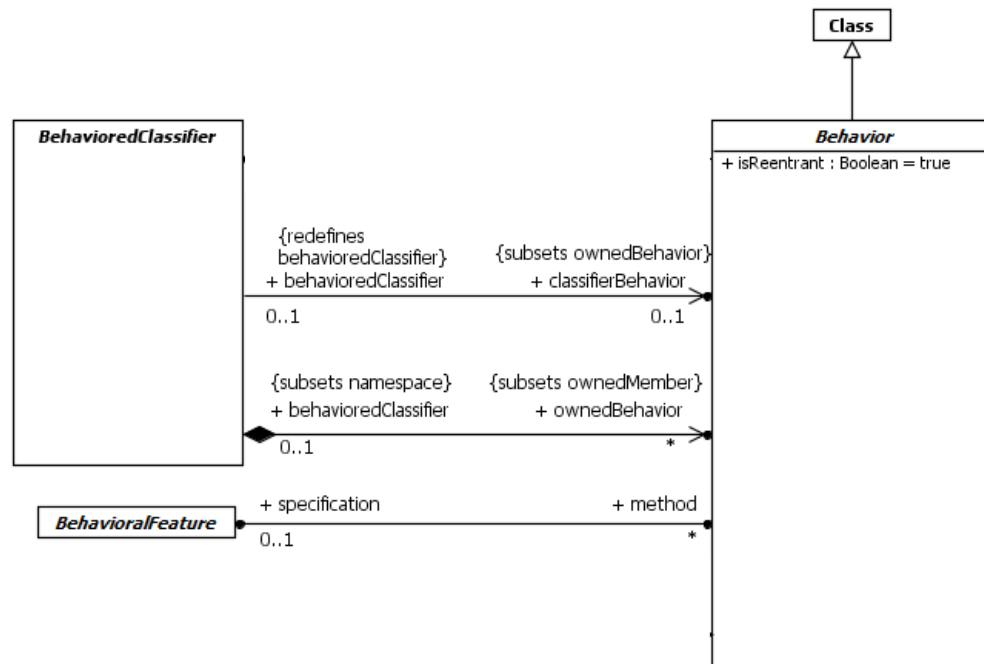 Class
BehavioredClassifier
Behavior
+ isReentrant : Boolean = true
{redefines
behavioredClassifier}
+ behavioredClassifier
0..1
{subsets ownedBehavior}
+ classifierBehavior
0..1
{subsets namespace}
+ behavioredClassifier
0..1
{subsets ownedMember}
+ ownedBehavior
*
BehavioralFeature
+ specification
0..1
+ method
*